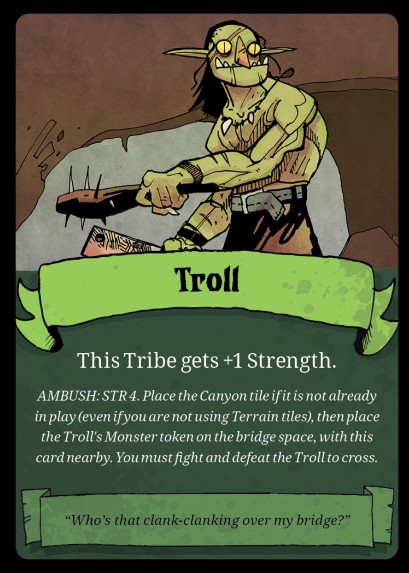 Troll
This Tribe gets +1 Strength.
AMBUSH: STR 4. Place the Canyon tile if it is not already
in play (even if you are not using Terrain tiles), then place
the Troll's Monster token on the bridge space, with this
card nearby. You must fight and defeat the Troll to cross.
“Who's that clank-clanking over my bridge?”